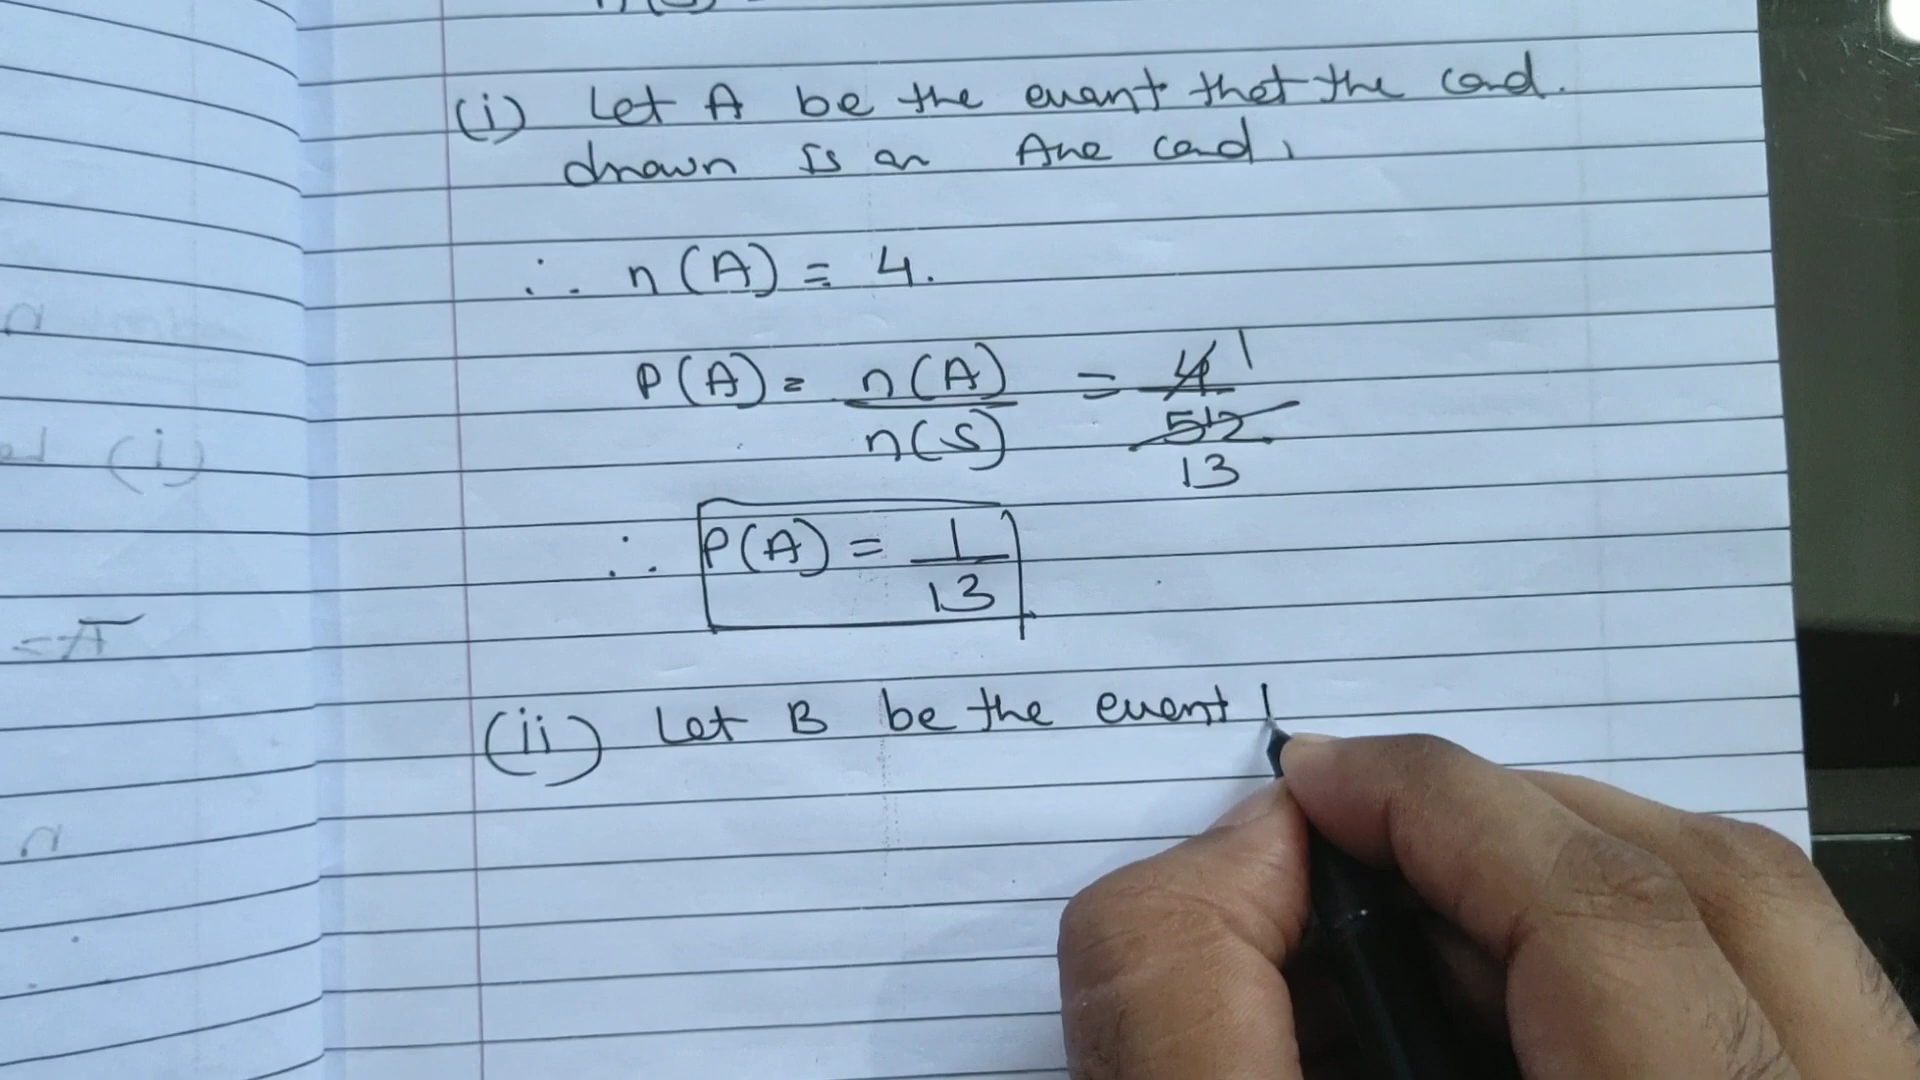 (i) Let A be the event that the card.
drawn is an Ace card.
∴ n(A) = 4.
P(A) = n(A) / n(S) = 4 1 / 52 13
∴ P(A) = 1 / 13
(ii) Let B be the event